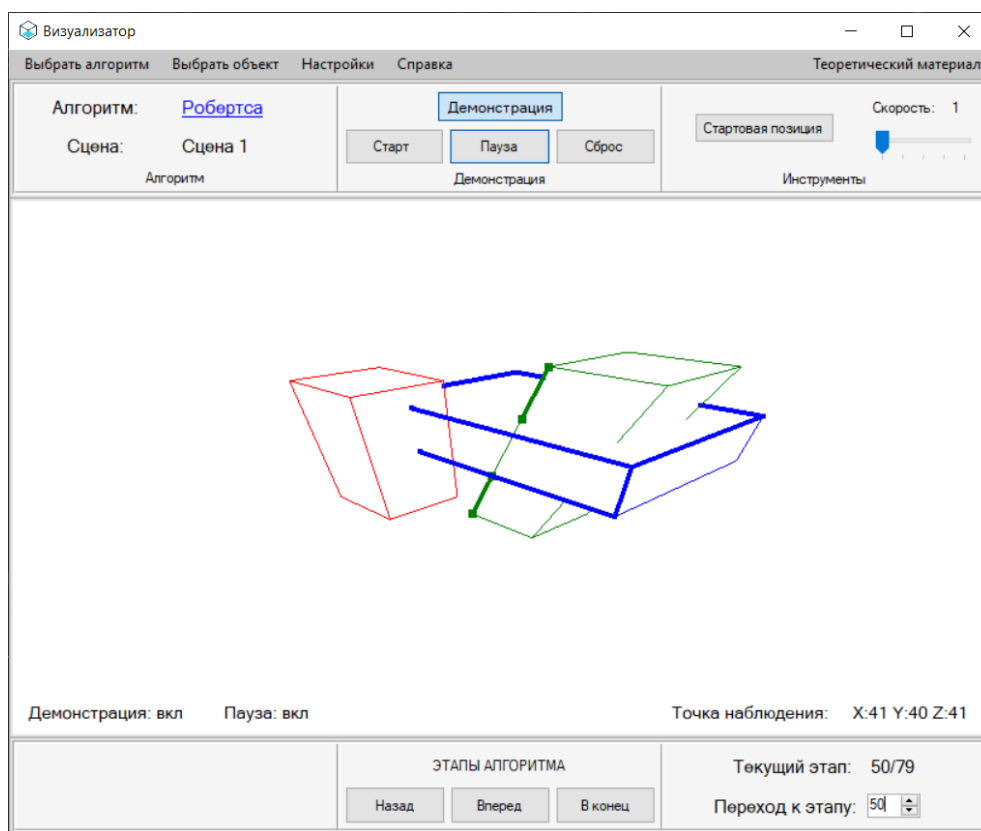 Визуализатор
Выбрать алгоритм Выбрать объект Настройки Справка Теоретический материал
Алгоритм: Робертса
Сцена: Сцена 1
Алгоритм
Демонстрация
Старт Пауза Сброс
Демонстрация
Стартовая позиция
Скорость: 1
Инструменты
Демонстрация: вкл Пауза: вкл Точка наблюдения: X:41 Y:40 Z:41
ЭТАПЫ АЛГОРИТМА
Назад Вперед В конец
Текущий этап: 50/79
Переход к этапу: 50